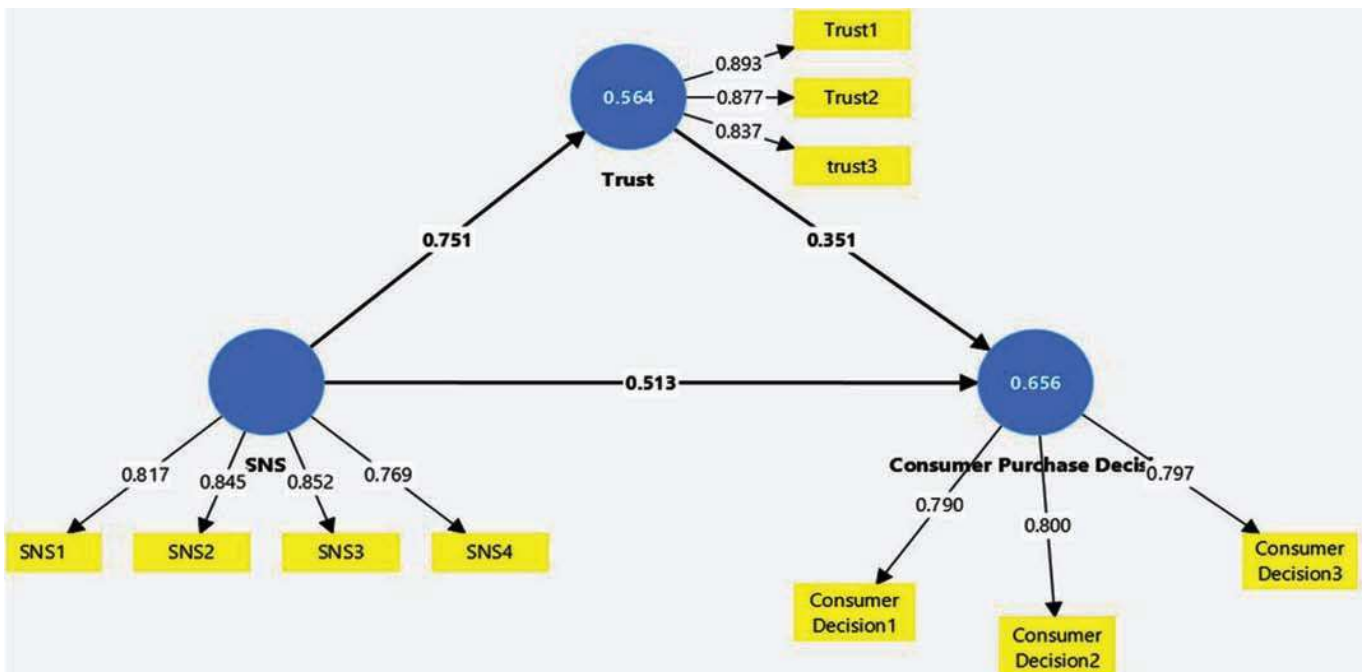 Trust1
0.893
0.564
0.877
Trust2
0.837
trust3
Trust
0.751
0.351
0.513
0.656
SNS
Consumer Purchase Decis
0.817
0.845
0.852
0.769
0.790
0.800
0.797
SNS1
SNS2
SNS3
SNS4
Consumer
Decision1
Consumer
Decision2
Consumer
Decision3